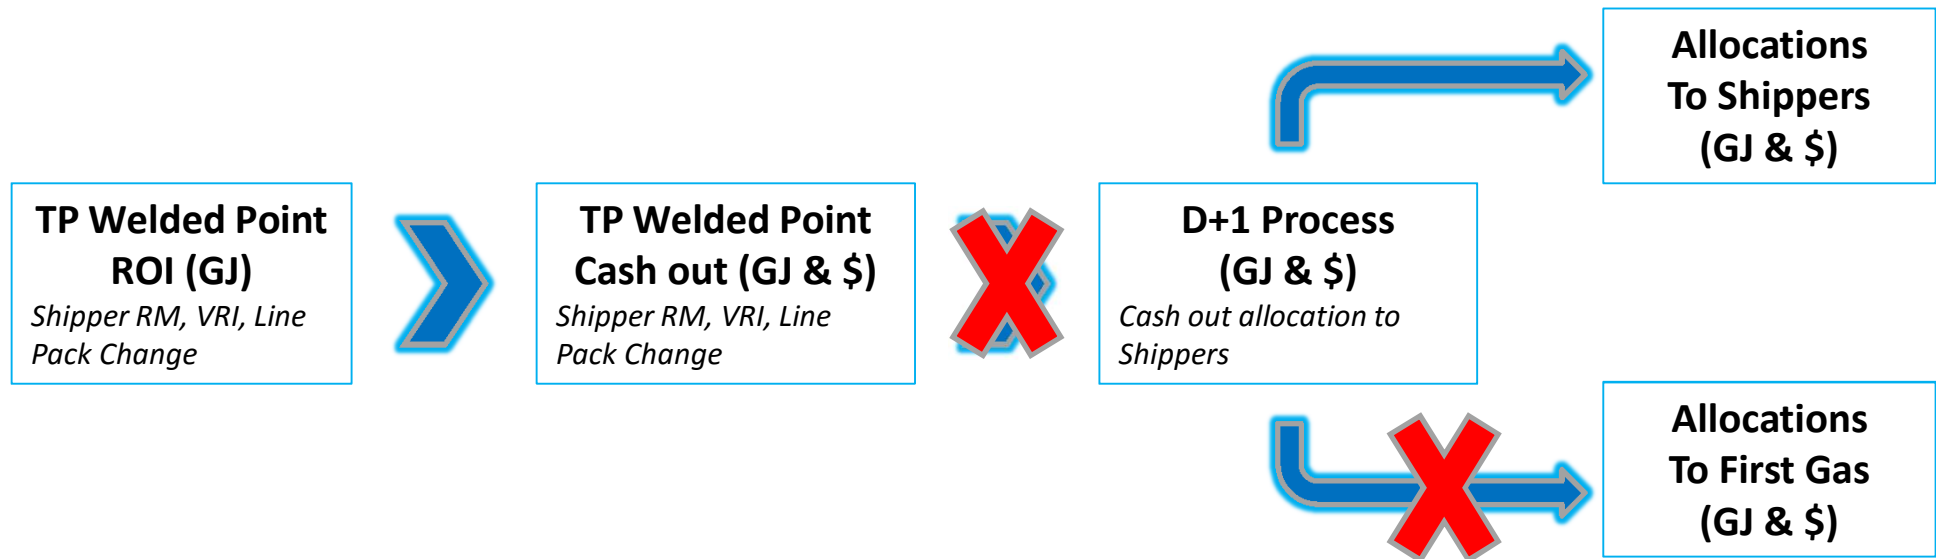 TP Welded Point
ROI (GJ)
Shipper RM, VRI, Line
Pack Change
TP Welded Point
Cash out (GJ & $)
Shipper RM, VRI, Line
Pack Change
D+1 Process
(GJ & $)
Cash out allocation to
Shippers
Allocations
To Shippers
(GJ & $)
Allocations
To First Gas
(GJ & $)